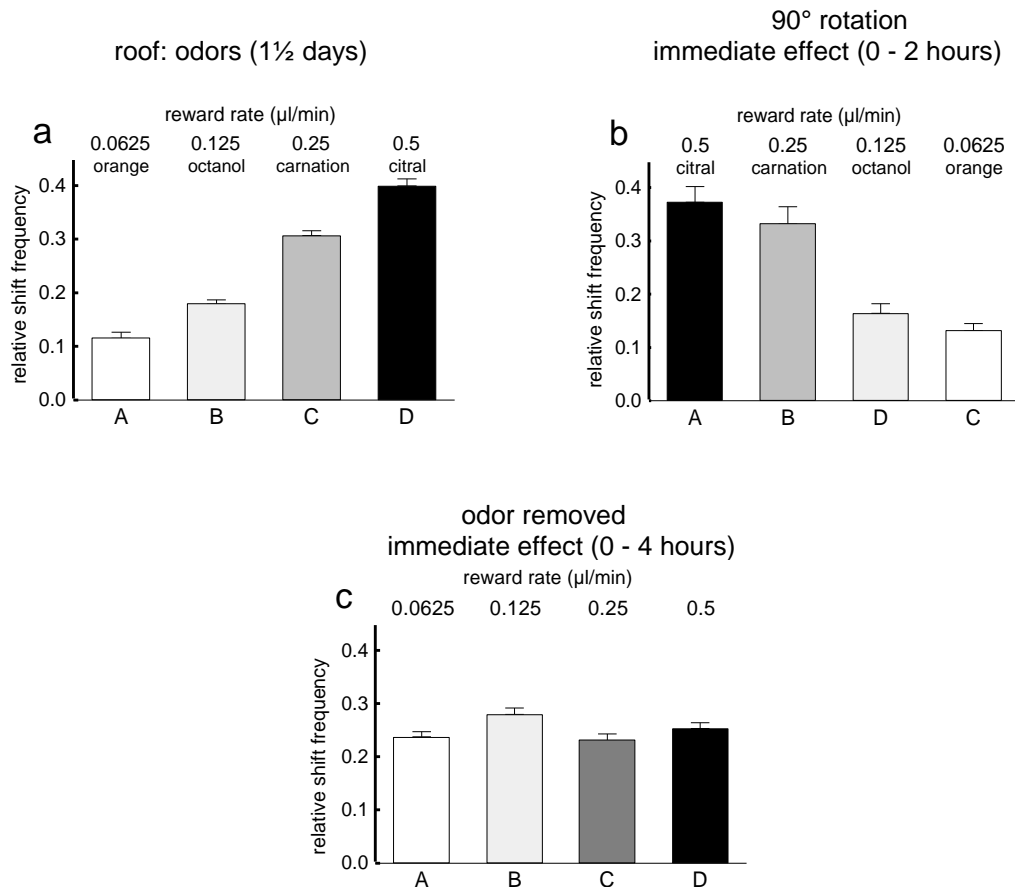 roof: odors (1½ days)
reward rate (µl/min)
a
0.0625 0.125 0.25 0.5
orange octanol carnation citral
relative shift frequency
0.4
0.3
0.2
0.1
0.0
A B C D
90° rotation
immediate effect (0 - 2 hours)
reward rate (µl/min)
b
0.5 0.25 0.125 0.0625
citral carnation octanol orange
relative shift frequency
0.4
0.3
0.2
0.1
0.0
A B D C
odor removed
immediate effect (0 - 4 hours)
reward rate (µl/min)
c
0.0625 0.125 0.25 0.5
relative shift frequency
0.4
0.3
0.2
0.1
0.0
A B C D